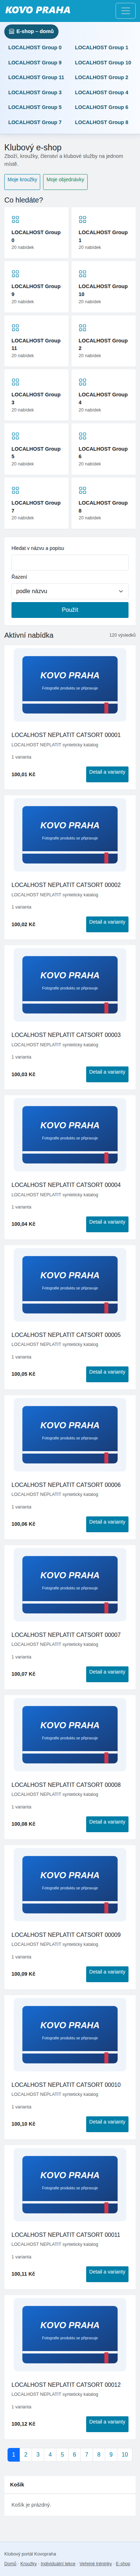 KOVO PRAHA
E-shop – domů
LOCALHOST Group 0
LOCALHOST Group 1
LOCALHOST Group 9
LOCALHOST Group 10
LOCALHOST Group 11
LOCALHOST Group 2
LOCALHOST Group 3
LOCALHOST Group 4
LOCALHOST Group 5
LOCALHOST Group 6
LOCALHOST Group 7
LOCALHOST Group 8
Klubový e-shop
Zboží, kroužky, členství a klubové služby na jednom
místě.
Moje kroužky
Moje objednávky
Co hledáte?
LOCALHOST Group
0
20 nabídek
LOCALHOST Group
1
20 nabídek
LOCALHOST Group
9
20 nabídek
LOCALHOST Group
10
20 nabídek
LOCALHOST Group
11
20 nabídek
LOCALHOST Group
2
20 nabídek
LOCALHOST Group
3
20 nabídek
LOCALHOST Group
4
20 nabídek
LOCALHOST Group
5
20 nabídek
LOCALHOST Group
6
20 nabídek
LOCALHOST Group
7
20 nabídek
LOCALHOST Group
8
20 nabídek
Hledat v názvu a popisu
Řazení
podle názvu
Použít
Aktivní nabídka
120 výsledků
KOVO PRAHA
Fotografie produktu se připravuje
LOCALHOST NEPLATIT CATSORT 00001
LOCALHOST NEPLATIT syntetický katalog
1 varianta
100,01 Kč
Detail a varianty
KOVO PRAHA
Fotografie produktu se připravuje
LOCALHOST NEPLATIT CATSORT 00002
LOCALHOST NEPLATIT syntetický katalog
1 varianta
100,02 Kč
Detail a varianty
KOVO PRAHA
Fotografie produktu se připravuje
LOCALHOST NEPLATIT CATSORT 00003
LOCALHOST NEPLATIT syntetický katalog
1 varianta
100,03 Kč
Detail a varianty
KOVO PRAHA
Fotografie produktu se připravuje
LOCALHOST NEPLATIT CATSORT 00004
LOCALHOST NEPLATIT syntetický katalog
1 varianta
100,04 Kč
Detail a varianty
KOVO PRAHA
Fotografie produktu se připravuje
LOCALHOST NEPLATIT CATSORT 00005
LOCALHOST NEPLATIT syntetický katalog
1 varianta
100,05 Kč
Detail a varianty
KOVO PRAHA
Fotografie produktu se připravuje
LOCALHOST NEPLATIT CATSORT 00006
LOCALHOST NEPLATIT syntetický katalog
1 varianta
100,06 Kč
Detail a varianty
KOVO PRAHA
Fotografie produktu se připravuje
LOCALHOST NEPLATIT CATSORT 00007
LOCALHOST NEPLATIT syntetický katalog
1 varianta
100,07 Kč
Detail a varianty
KOVO PRAHA
Fotografie produktu se připravuje
LOCALHOST NEPLATIT CATSORT 00008
LOCALHOST NEPLATIT syntetický katalog
1 varianta
100,08 Kč
Detail a varianty
KOVO PRAHA
Fotografie produktu se připravuje
LOCALHOST NEPLATIT CATSORT 00009
LOCALHOST NEPLATIT syntetický katalog
1 varianta
100,09 Kč
Detail a varianty
KOVO PRAHA
Fotografie produktu se připravuje
LOCALHOST NEPLATIT CATSORT 00010
LOCALHOST NEPLATIT syntetický katalog
1 varianta
100,10 Kč
Detail a varianty
KOVO PRAHA
Fotografie produktu se připravuje
LOCALHOST NEPLATIT CATSORT 00011
LOCALHOST NEPLATIT syntetický katalog
1 varianta
100,11 Kč
Detail a varianty
KOVO PRAHA
Fotografie produktu se připravuje
LOCALHOST NEPLATIT CATSORT 00012
LOCALHOST NEPLATIT syntetický katalog
1 varianta
100,12 Kč
Detail a varianty
1 2 3 4 5 6 7 8 9 10
Košík
Košík je prázdný.
Klubový portál Kovopraha
Domů · Kroužky · Individuální lekce · Veřejné tréninky · E-shop